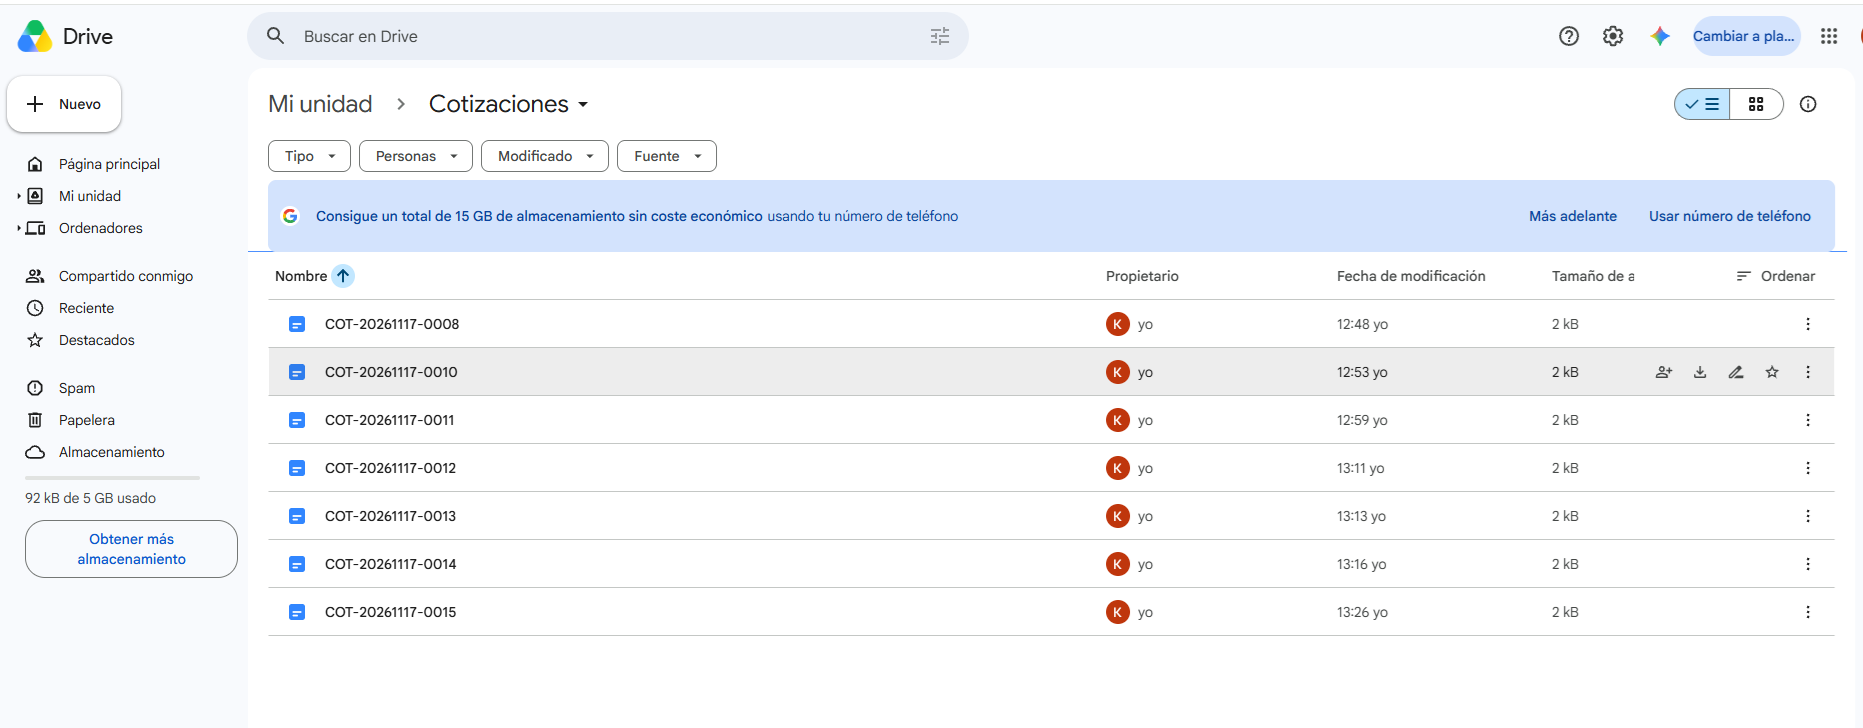 Drive
Buscar en Drive
Cambiar a pla...
Nuevo
Mi unidad > Cotizaciones
Tipo Personas Modificado Fuente
Página principal
Mi unidad
Ordenadores
Compartido conmigo
Reciente
Destacados
Spam
Papelera
Almacenamiento
92 kB de 5 GB usado
Obtener más
almacenamiento
Consigue un total de 15 GB de almacenamiento sin coste económico usando tu número de teléfono Más adelante Usar número de teléfono
Nombre Propietario Fecha de modificación Tamaño de a Ordenar
COT-20261117-0008 K yo 12:48 yo 2 kB
COT-20261117-0010 K yo 12:53 yo 2 kB
COT-20261117-0011 K yo 12:59 yo 2 kB
COT-20261117-0012 K yo 13:11 yo 2 kB
COT-20261117-0013 K yo 13:13 yo 2 kB
COT-20261117-0014 K yo 13:16 yo 2 kB
COT-20261117-0015 K yo 13:26 yo 2 kB